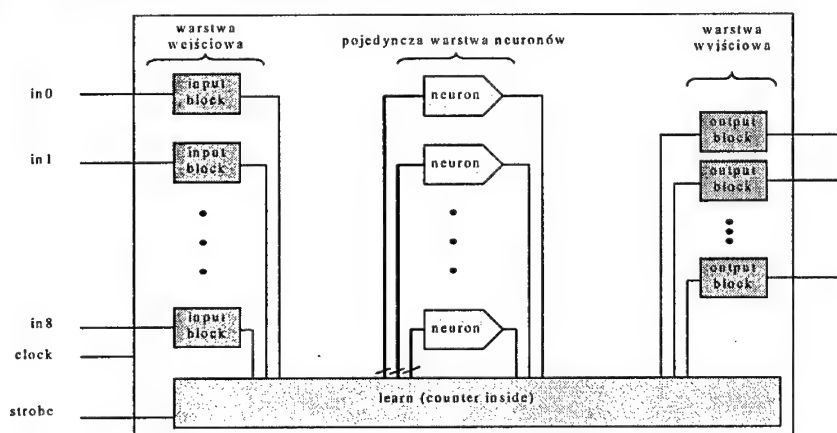 warstwa
wejściowa
pojedyncza warstwa neuronów
warstwa
wyjściowa
in0
input
block
neuron
output
block
in1
input
block
neuron
output
block
in8
input
block
neuron
output
block
clock
learn (counter inside)
strobe